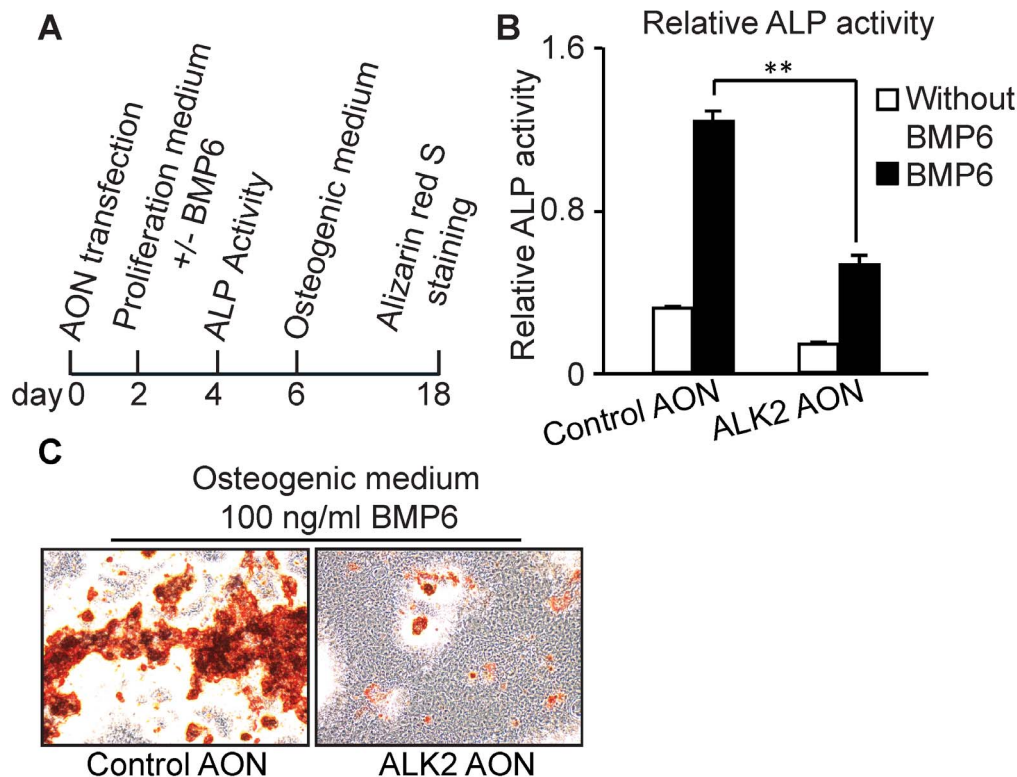 A
AON transfection
Proliferation medium
+/- BMP6
ALP Activity
Osteogenic medium
Alizarin red S
staining
day 0 2 4 6 18
B
Relative ALP activity
Relative ALP activity
1.6
0.8
0
**
Without
BMP6
BMP6
Control AON
ALK2 AON
C
Osteogenic medium
100 ng/ml BMP6
Control AON
ALK2 AON